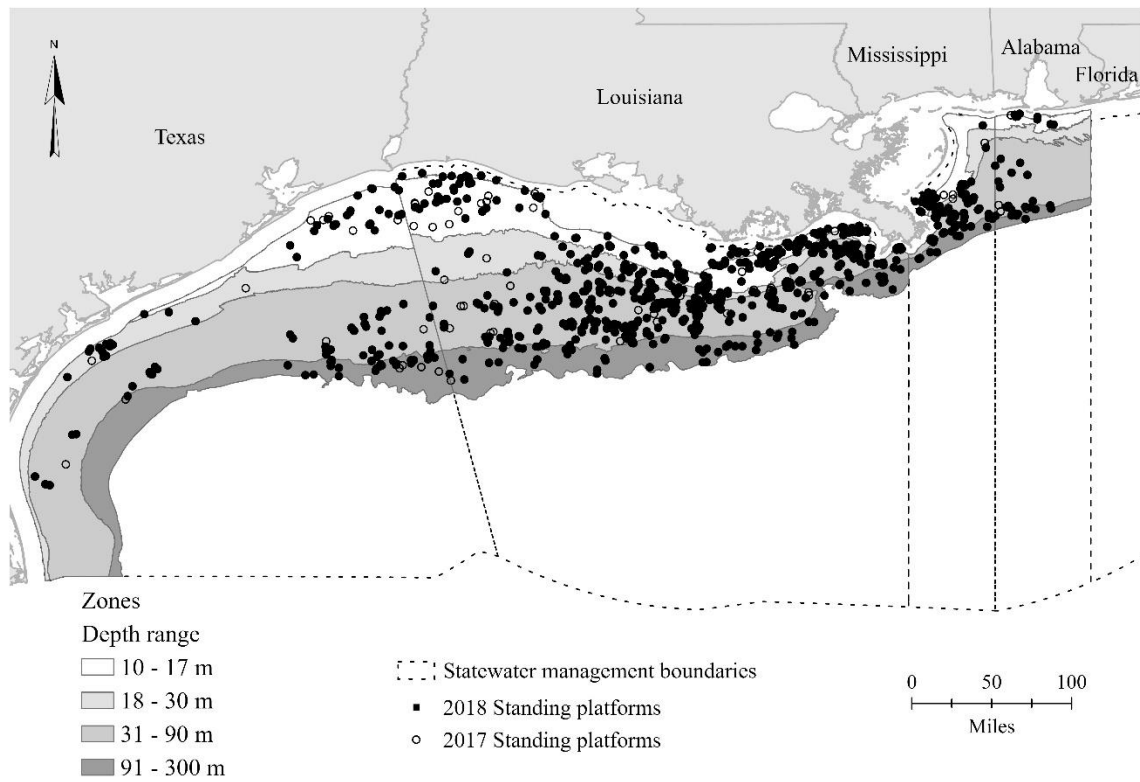 N
Mississippi
Alabama
Florida
Louisiana
Texas
Zones
Depth range
10 - 17 m
18 - 30 m
31 - 90 m
91 - 300 m
Statewater management boundaries
2018 Standing platforms
2017 Standing platforms
0 50 100
Miles